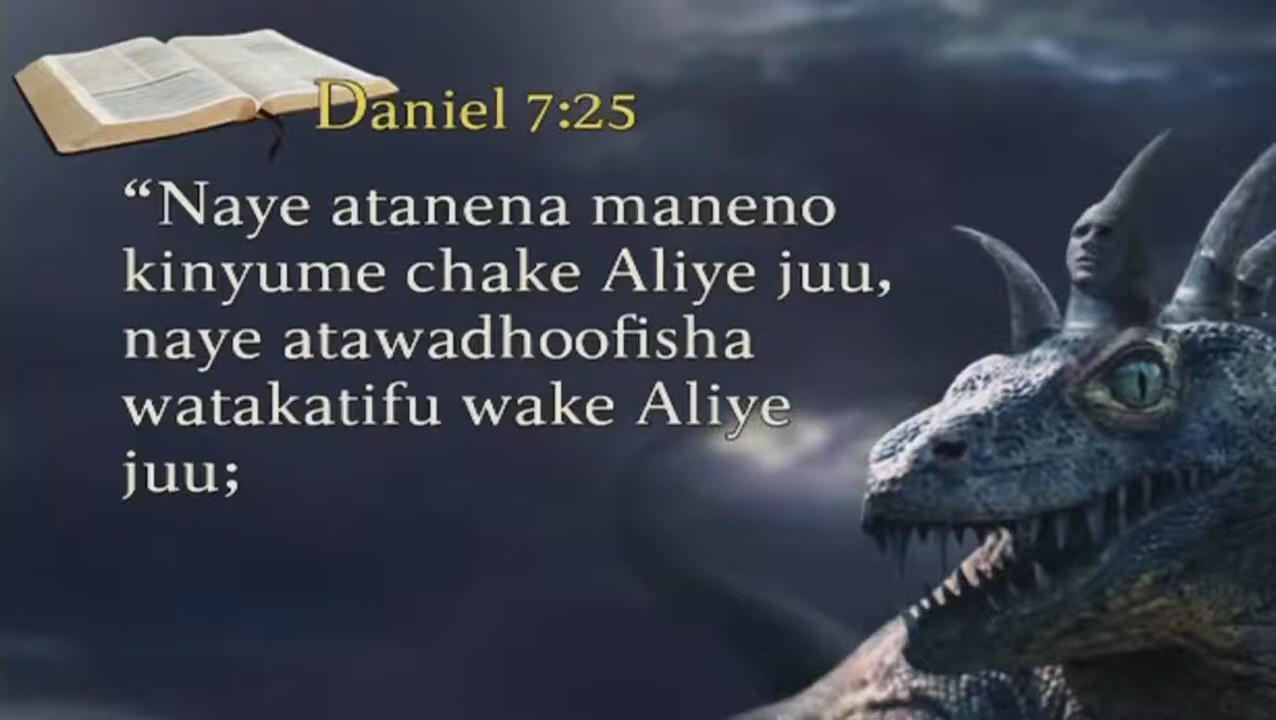 Daniel 7:25
“Naye atanena maneno
kinyume chake Aliye juu,
naye atawadhoofisha
watakatifu wake Aliye
juu;